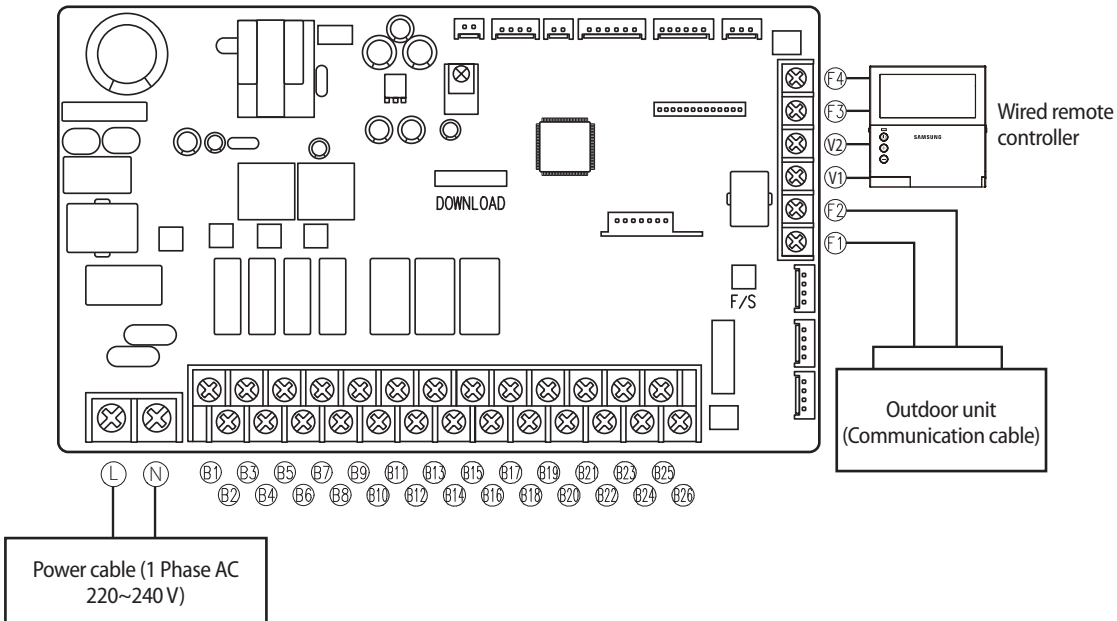 F4
F3
V2
V1
F2
F1
Wired remote
controller
SAMSUNG
DOWNLOAD
F/S
Outdoor unit
(Communication cable)
L N B1 B3 B5 B7 B9 B11 B13 B15 B17 B19 B21 B23 B25
B2 B4 B6 B8 B10 B12 B14 B16 B18 B20 B22 B24 B26
Power cable (1 Phase AC
220~240 V)